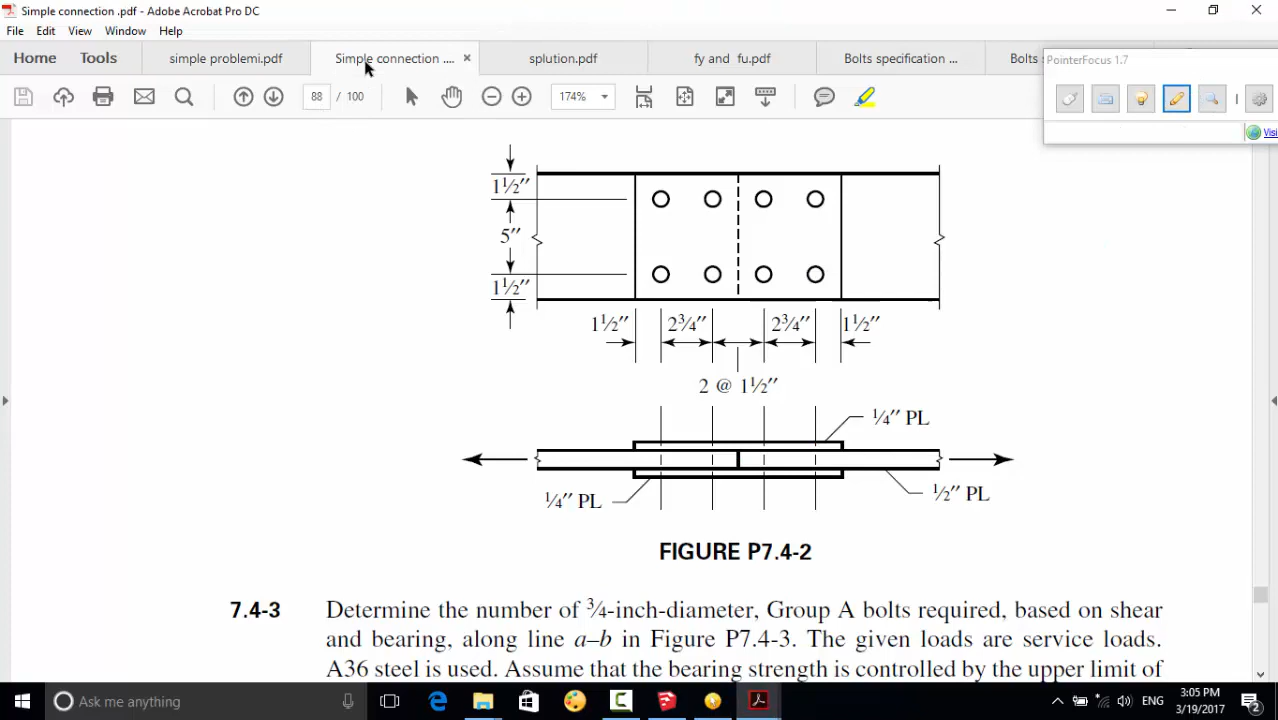 Simple connection .pdf - Adobe Acrobat Pro DC
File Edit View Window Help
Home Tools simple problemi.pdf Simple connection .... × splution.pdf fy and fu.pdf Bolts specification ... Bolts
PointerFocus 1.7
88 / 100 174%
Visi
1½″
5″
1½″
1½″ 2¾″ 2¾″ 1½″
2 @ 1½″
¼″ PL
¼″ PL ½″ PL
FIGURE P7.4-2
7.4-3 Determine the number of ¾-inch-diameter, Group A bolts required, based on shear
and bearing, along line a–b in Figure P7.4-3. The given loads are service loads.
A36 steel is used. Assume that the bearing strength is controlled by the upper limit of
Ask me anything
ENG
3:05 PM
3/19/2017
2